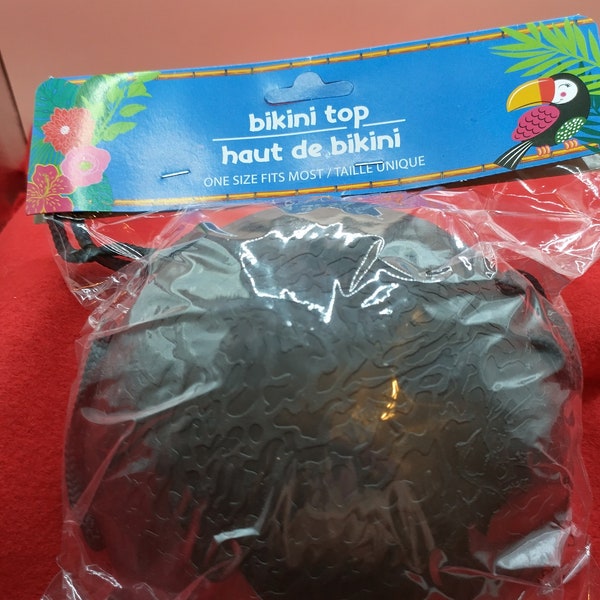 bikini top
haut de bikini
ONE SIZE FITS MOST / TAILLE UNIQUE